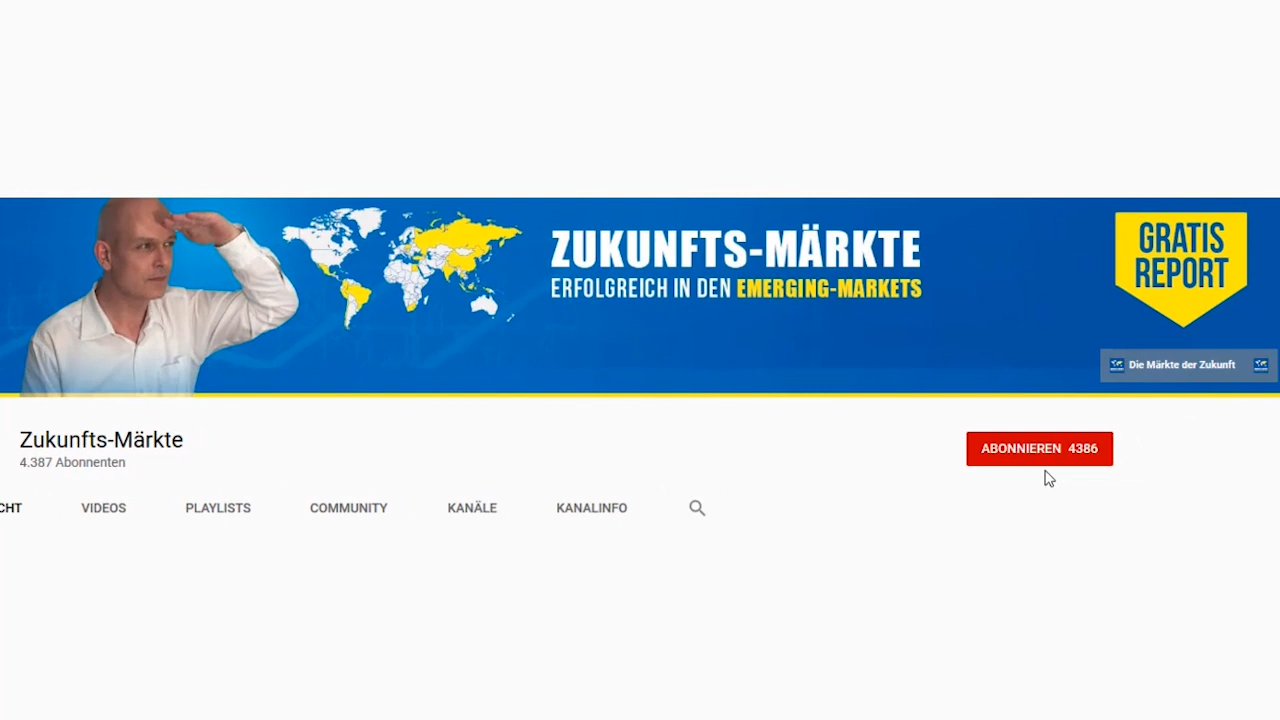 ZUKUNFTS-MÄRKTE
ERFOLGREICH IN DEN EMERGING-MARKETS
GRATIS
REPORT
Die Märkte der Zukunft
Zukunfts-Märkte
4.387 Abonnenten
ABONNIEREN 4386
CHT VIDEOS PLAYLISTS COMMUNITY KANÄLE KANALINFO